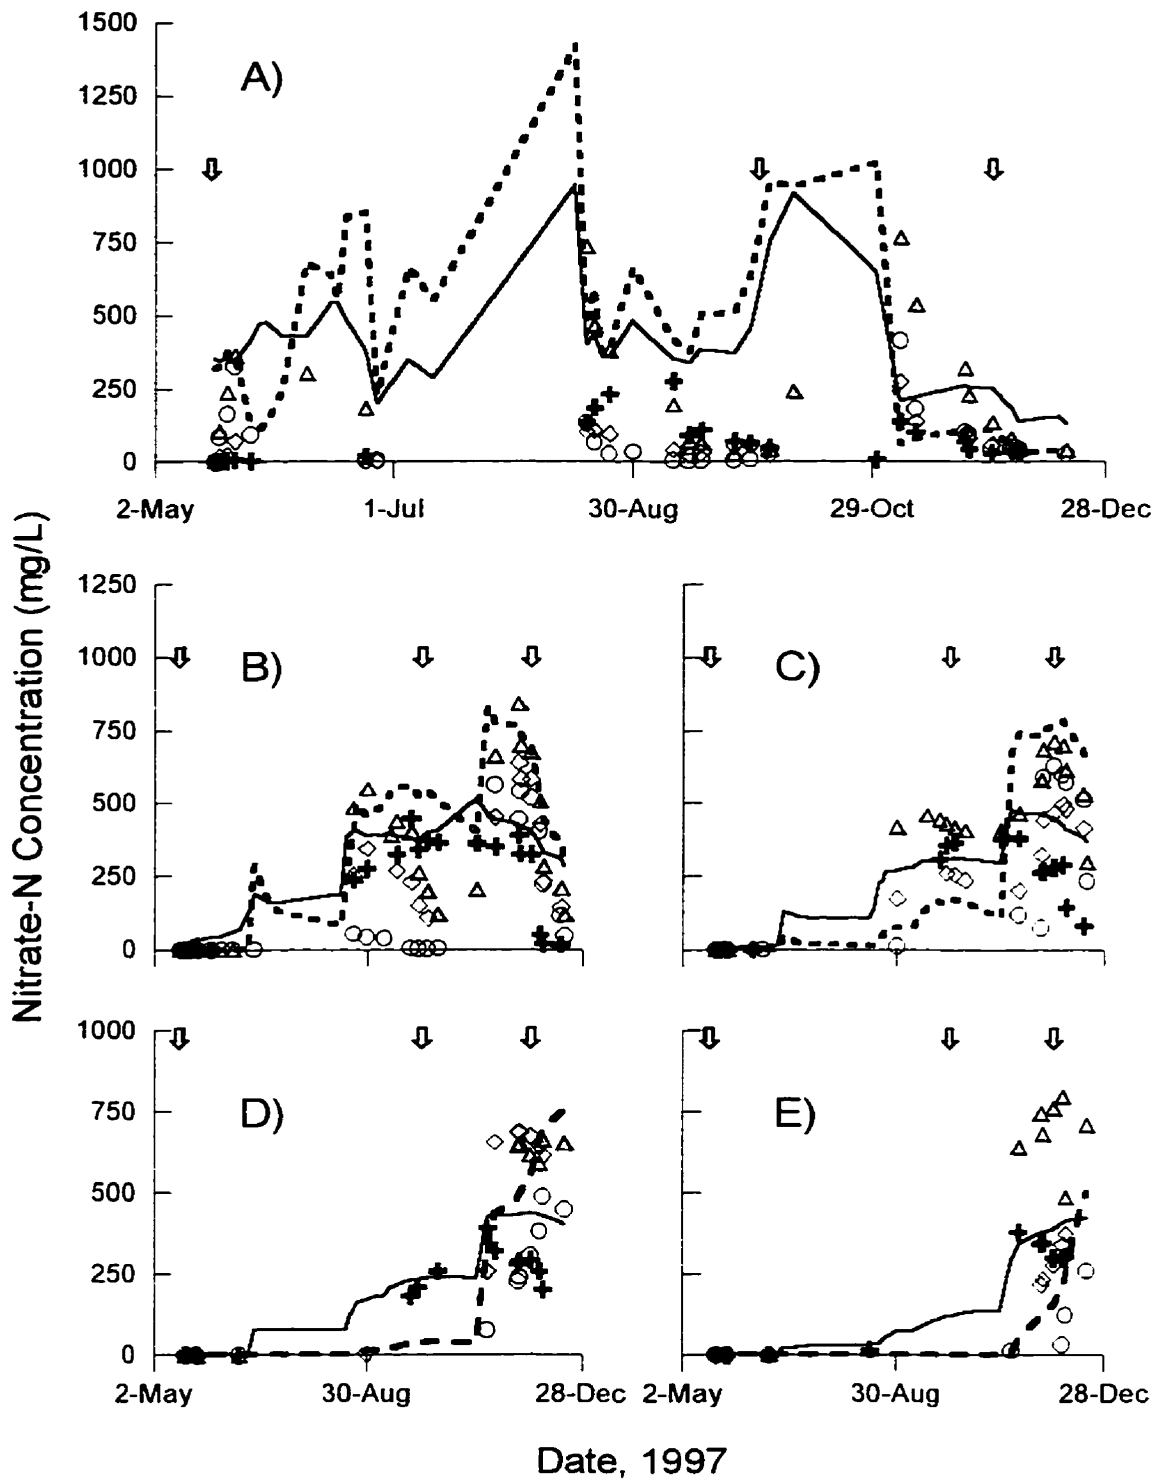 1500
1250
A)
1000
750
500
250
0
2-May 1-Jul 30-Aug 29-Oct 28-Dec
Nitrate-N Concentration (mg/L)
1250
1000
B) C)
750
500
250
0
1000
D) E)
750
500
250
0
2-May 30-Aug 28-Dec 2-May 30-Aug 28-Dec
Date, 1997